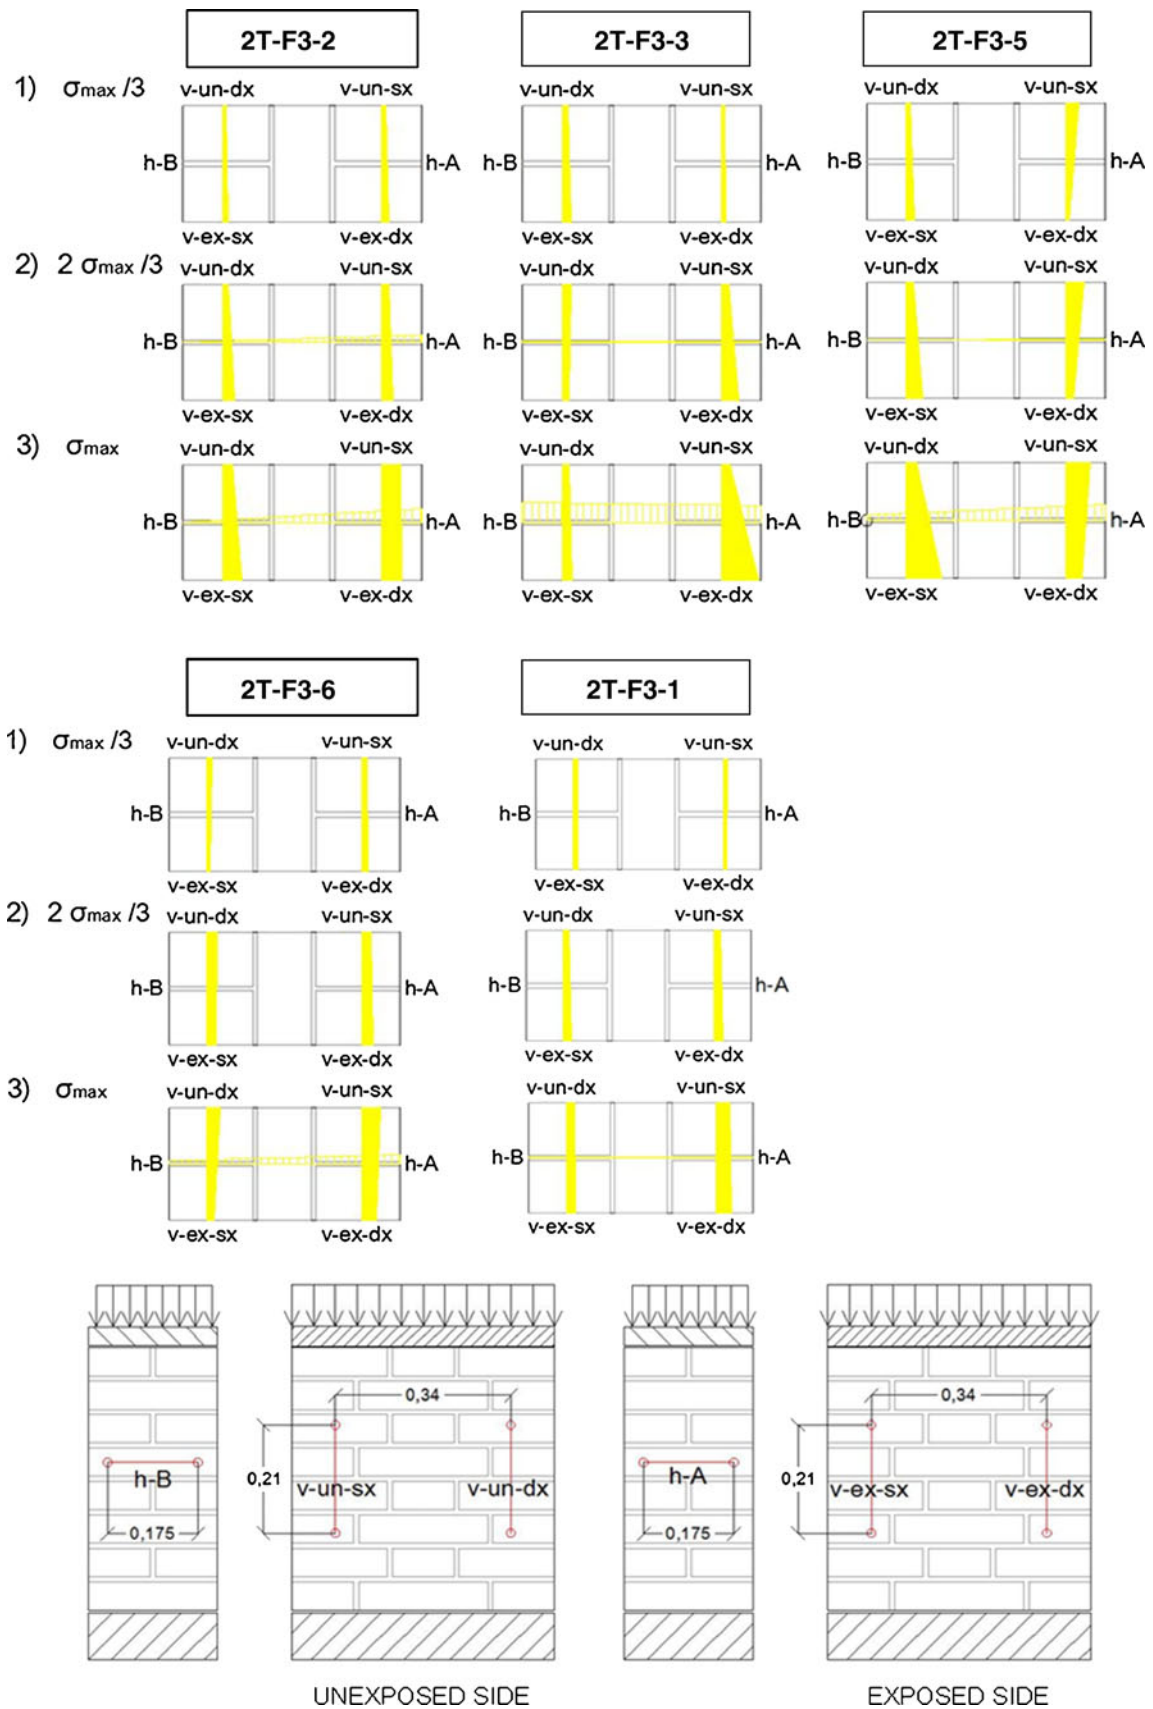 2T-F3-2 2T-F3-3 2T-F3-5
1) σmax /3 v-un-dx v-un-sx v-un-dx v-un-sx v-un-dx v-un-sx
h-B h-A h-B h-A h-B h-A
v-ex-sx v-ex-dx v-ex-sx v-ex-dx v-ex-sx v-ex-dx
2) 2 σmax /3 v-un-dx v-un-sx v-un-dx v-un-sx v-un-dx v-un-sx
h-B h-A h-B h-A h-B h-A
v-ex-sx v-ex-dx v-ex-sx v-ex-dx v-ex-sx v-ex-dx
3) σmax v-un-dx v-un-sx v-un-dx v-un-sx v-un-dx v-un-sx
h-B h-A h-B h-A h-B h-A
v-ex-sx v-ex-dx v-ex-sx v-ex-dx v-ex-sx v-ex-dx
2T-F3-6 2T-F3-1
1) σmax /3 v-un-dx v-un-sx v-un-dx v-un-sx
h-B h-A h-B h-A
v-ex-sx v-ex-dx v-ex-sx v-ex-dx
2) 2 σmax /3 v-un-dx v-un-sx v-un-dx v-un-sx
h-B h-A h-B h-A
v-ex-sx v-ex-dx v-ex-sx v-ex-dx
3) σmax v-un-dx v-un-sx v-un-dx v-un-sx
h-B h-A h-B h-A
v-ex-sx v-ex-dx v-ex-sx v-ex-dx
0,34 0,34
h-B 0,21 v-un-sx v-un-dx h-A 0,21 v-ex-sx v-ex-dx
0,175 0,175
UNEXPOSED SIDE EXPOSED SIDE